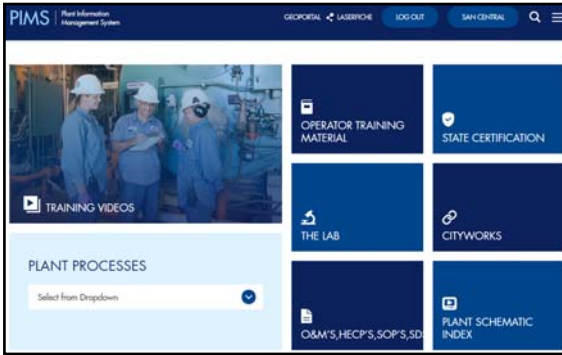 PIMS
Plant Information
Management System
GEOPORTAL
LASERFICHE
LOG OUT
SAN CENTRAL
TRAINING VIDEOS
OPERATOR TRAINING
MATERIAL
STATE CERTIFICATION
THE LAB
CITYWORKS
PLANT PROCESSES
Select from Dropdown
O&M'S,HECP'S,SOP'S,SD
PLANT SCHEMATIC
INDEX